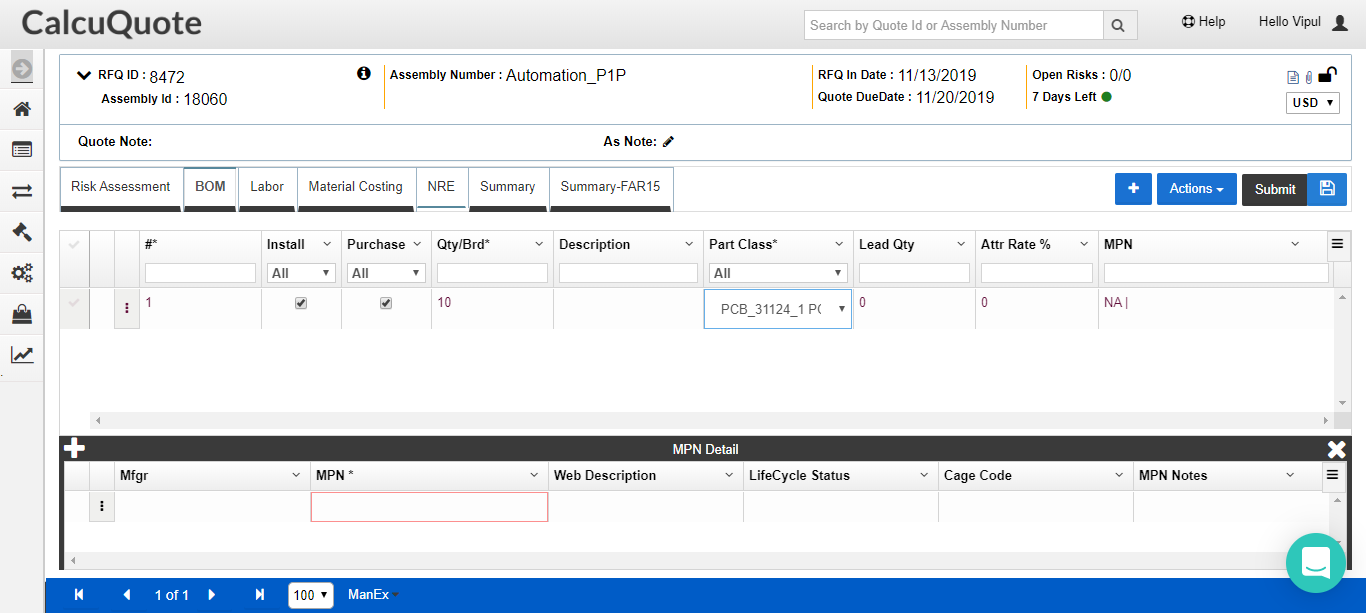 CalcuQuote
Search by Quote Id or Assembly Number
Help
Hello Vipul
RFQ ID : 8472
Assembly Number : Automation_P1P
RFQ In Date : 11/13/2019
Open Risks : 0/0
Assembly Id : 18060
Quote DueDate : 11/20/2019
7 Days Left
USD
Quote Note:
As Note:
Risk Assessment
BOM
Labor
Material Costing
NRE
Summary
Summary-FAR15
Actions
Submit
#* Install Purchase Qty/Brd* Description Part Class* Lead Qty Attr Rate % MPN
All All All
1 10 PCB_31124_1 PC 0 0 NA |
MPN Detail
Mfgr MPN * Web Description LifeCycle Status Cage Code MPN Notes
1 of 1
100
ManEx